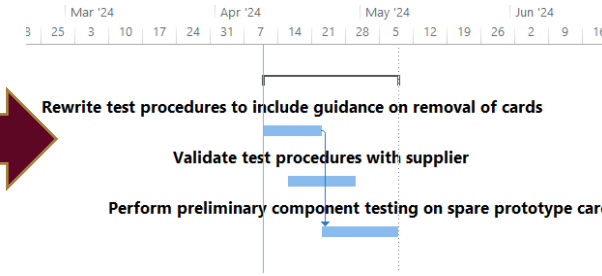 Mar '24 Apr '24 May '24 Jun '24
25 3 10 17 24 31 7 14 21 28 5 12 19 26 2 9 16
Rewrite test procedures to include guidance on removal of cards
Validate test procedures with supplier
Perform preliminary component testing on spare prototype